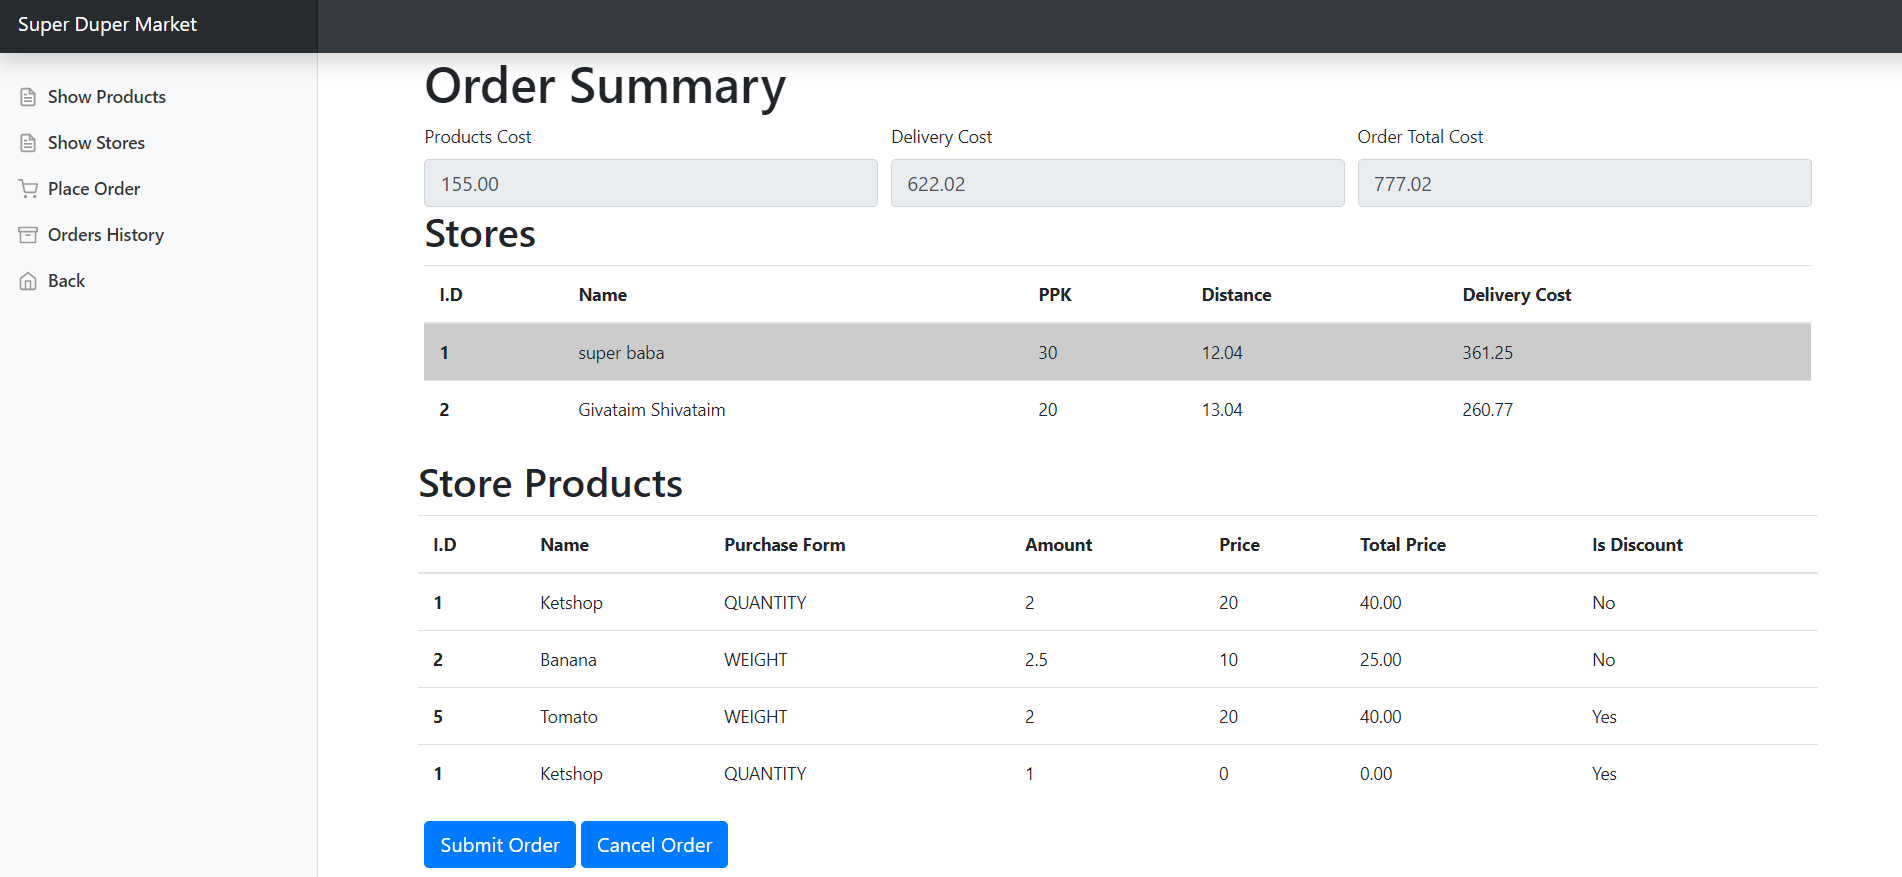 Super Duper Market
Show Products
Show Stores
Place Order
Orders History
Back
Order Summary
Products Cost Delivery Cost Order Total Cost
155.00 622.02 777.02
Stores
I.D Name PPK Distance Delivery Cost
1 super baba 30 12.04 361.25
2 Givataim Shivataim 20 13.04 260.77
Store Products
I.D Name Purchase Form Amount Price Total Price Is Discount
1 Ketshop QUANTITY 2 20 40.00 No
2 Banana WEIGHT 2.5 10 25.00 No
5 Tomato WEIGHT 2 20 40.00 Yes
1 Ketshop QUANTITY 1 0 0.00 Yes
Submit Order Cancel Order